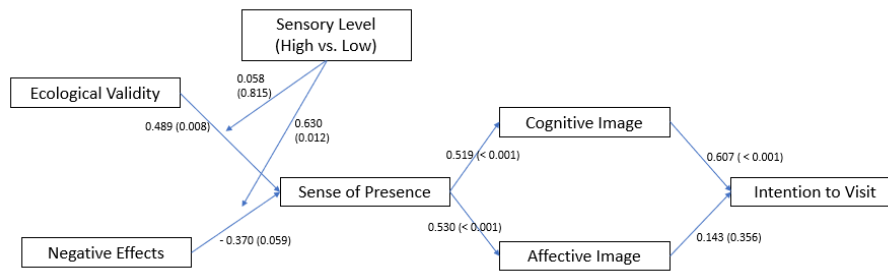 Sensory Level
(High vs. Low)
0.058
(0.815)
Ecological Validity
0.489 (0.008)
0.630
(0.012)
Cognitive Image
0.519 (< 0.001)
0.607 ( < 0.001)
Sense of Presence
Intention to Visit
0.530 (< 0.001)
- 0.370 (0.059)
0.143 (0.356)
Negative Effects
Affective Image